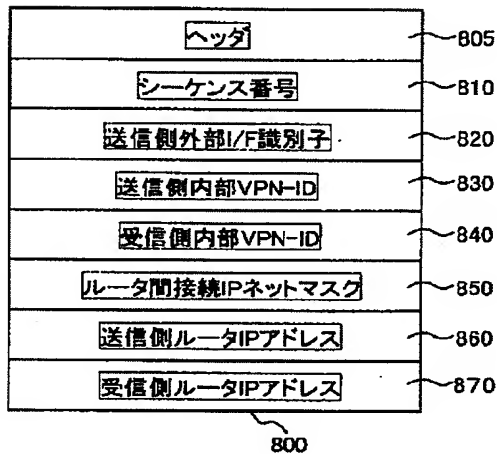 ヘッダ 805
シーケンス番号 810
送信側外部I/F識別子 820
送信側内部VPN-ID 830
受信側内部VPN-ID 840
ルータ間接続IPネットマスク 850
送信側ルータIPアドレス 860
受信側ルータIPアドレス 870
800